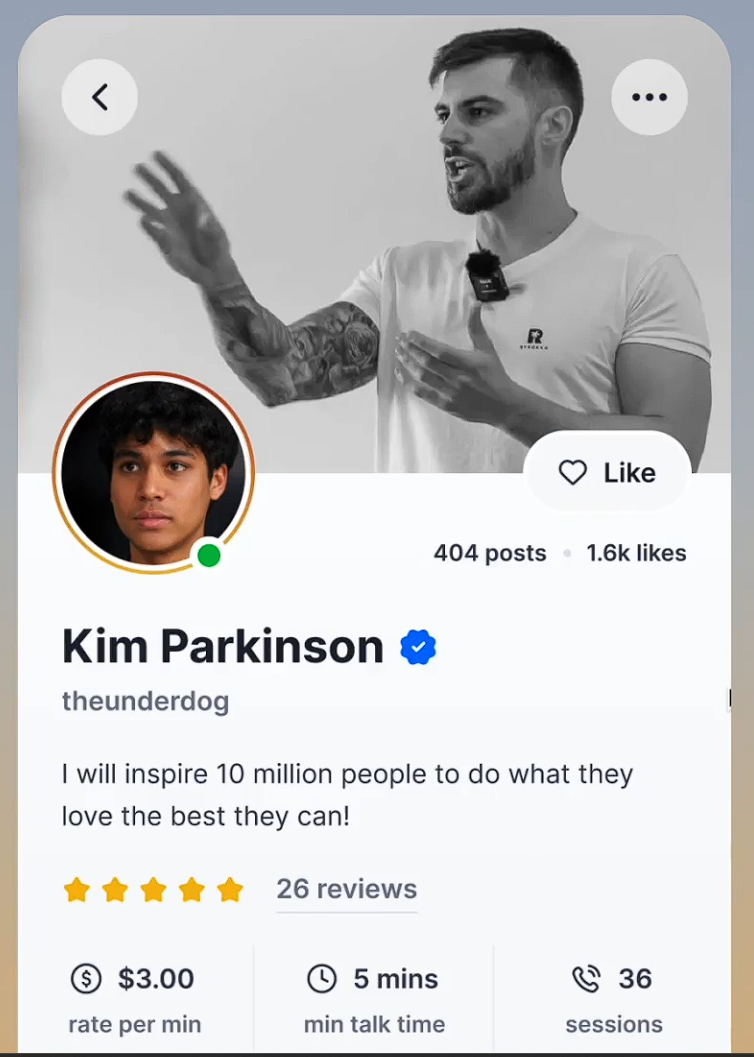 Like
404 posts • 1.6k likes
Kim Parkinson
theunderdog
I will inspire 10 million people to do what they
love the best they can!
26 reviews
$3.00
rate per min
5 mins
min talk time
36
sessions